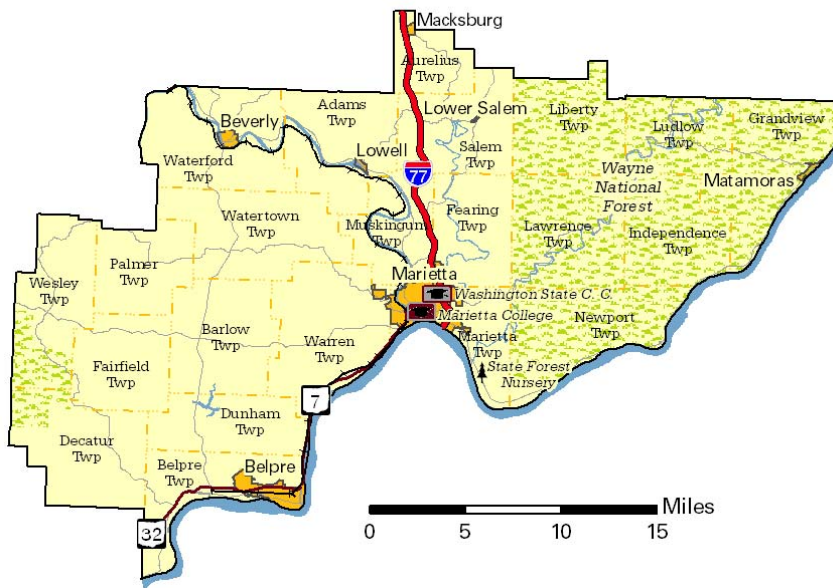 Macksburg
Aurelius
Twp
Adams
Twp
Lower Salem
Liberty
Twp
Ludlow
Twp
Grandview
Twp
Beverly
Lowell
Salem
Twp
Waterford
Twp
77
Wayne
National
Forest
Matamoras
Watertown
Twp
Muskingum
Twp
Fearing
Twp
Lawrence
Twp
Independence
Twp
Palmer
Twp
Wesley
Twp
Marietta
Washington State C. C.
Marietta College
Barlow
Twp
Warren
Twp
Marietta
Twp
Newport
Twp
Fairfield
Twp
State Forest
Nursery
7
Dunham
Twp
Decatur
Twp
Belpre
Twp
Belpre
32
Miles
0 5 10 15